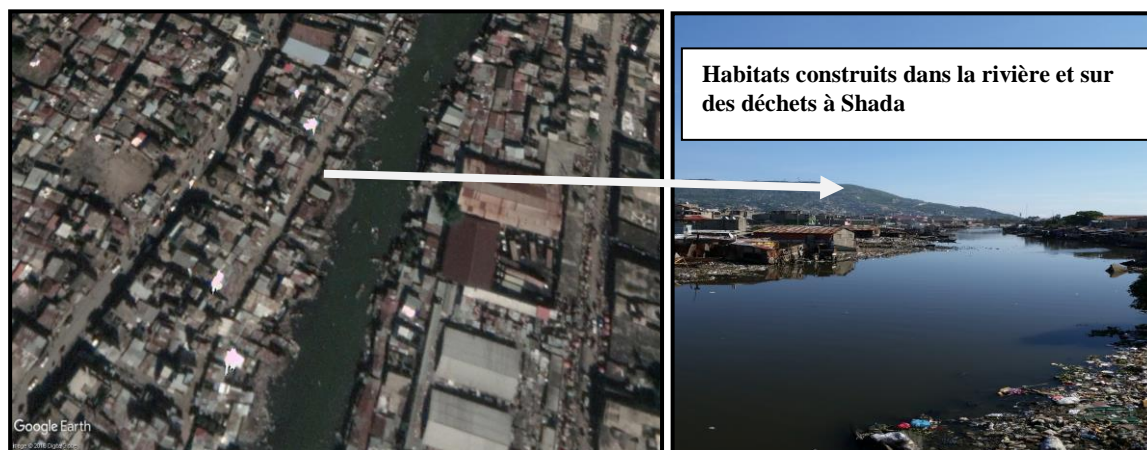 Habitats construits dans la rivière et sur
des déchets à Shada
Google Earth